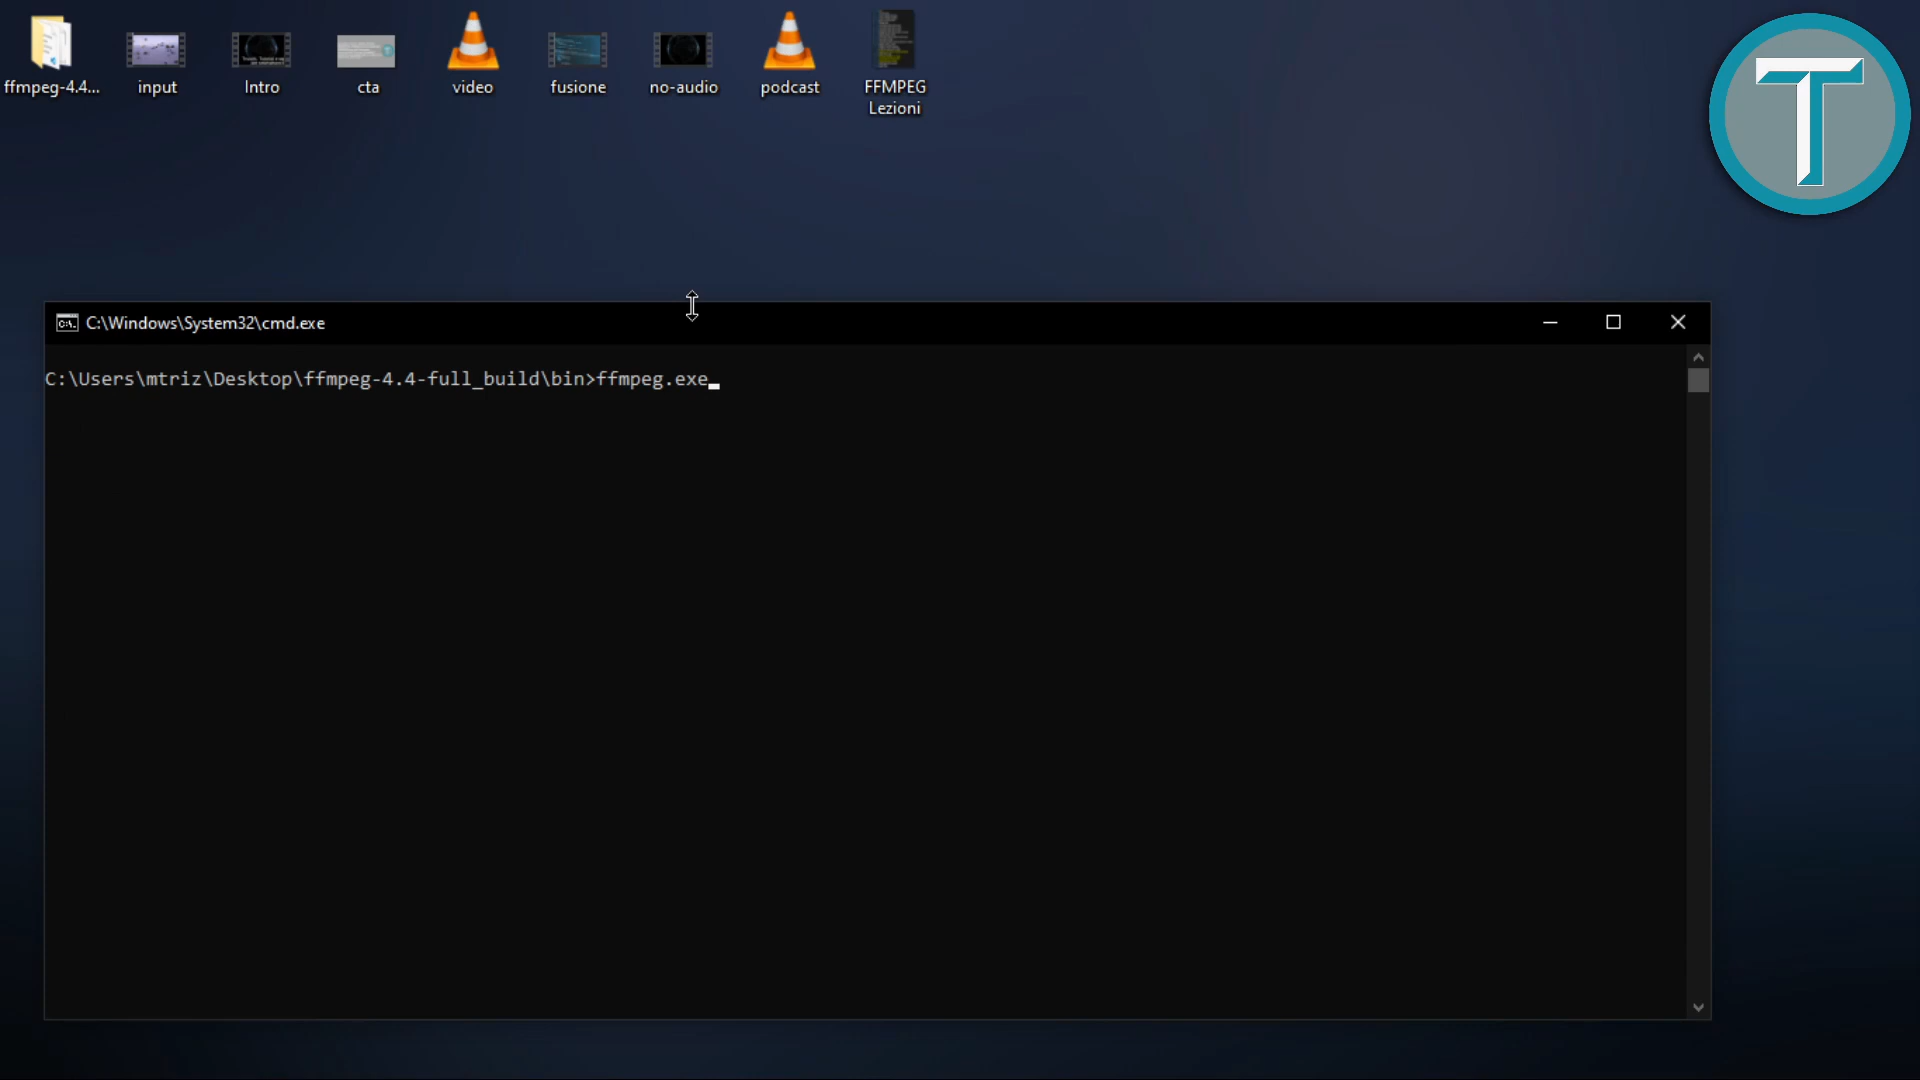 ffmpeg-4.4...
input
Intro
cta
video
fusione
no-audio
podcast
FFMPEG
Lezioni
T
C:\Windows\System32\cmd.exe
C:\Users\mtriz\Desktop\ffmpeg-4.4-full_build\bin>ffmpeg.exe